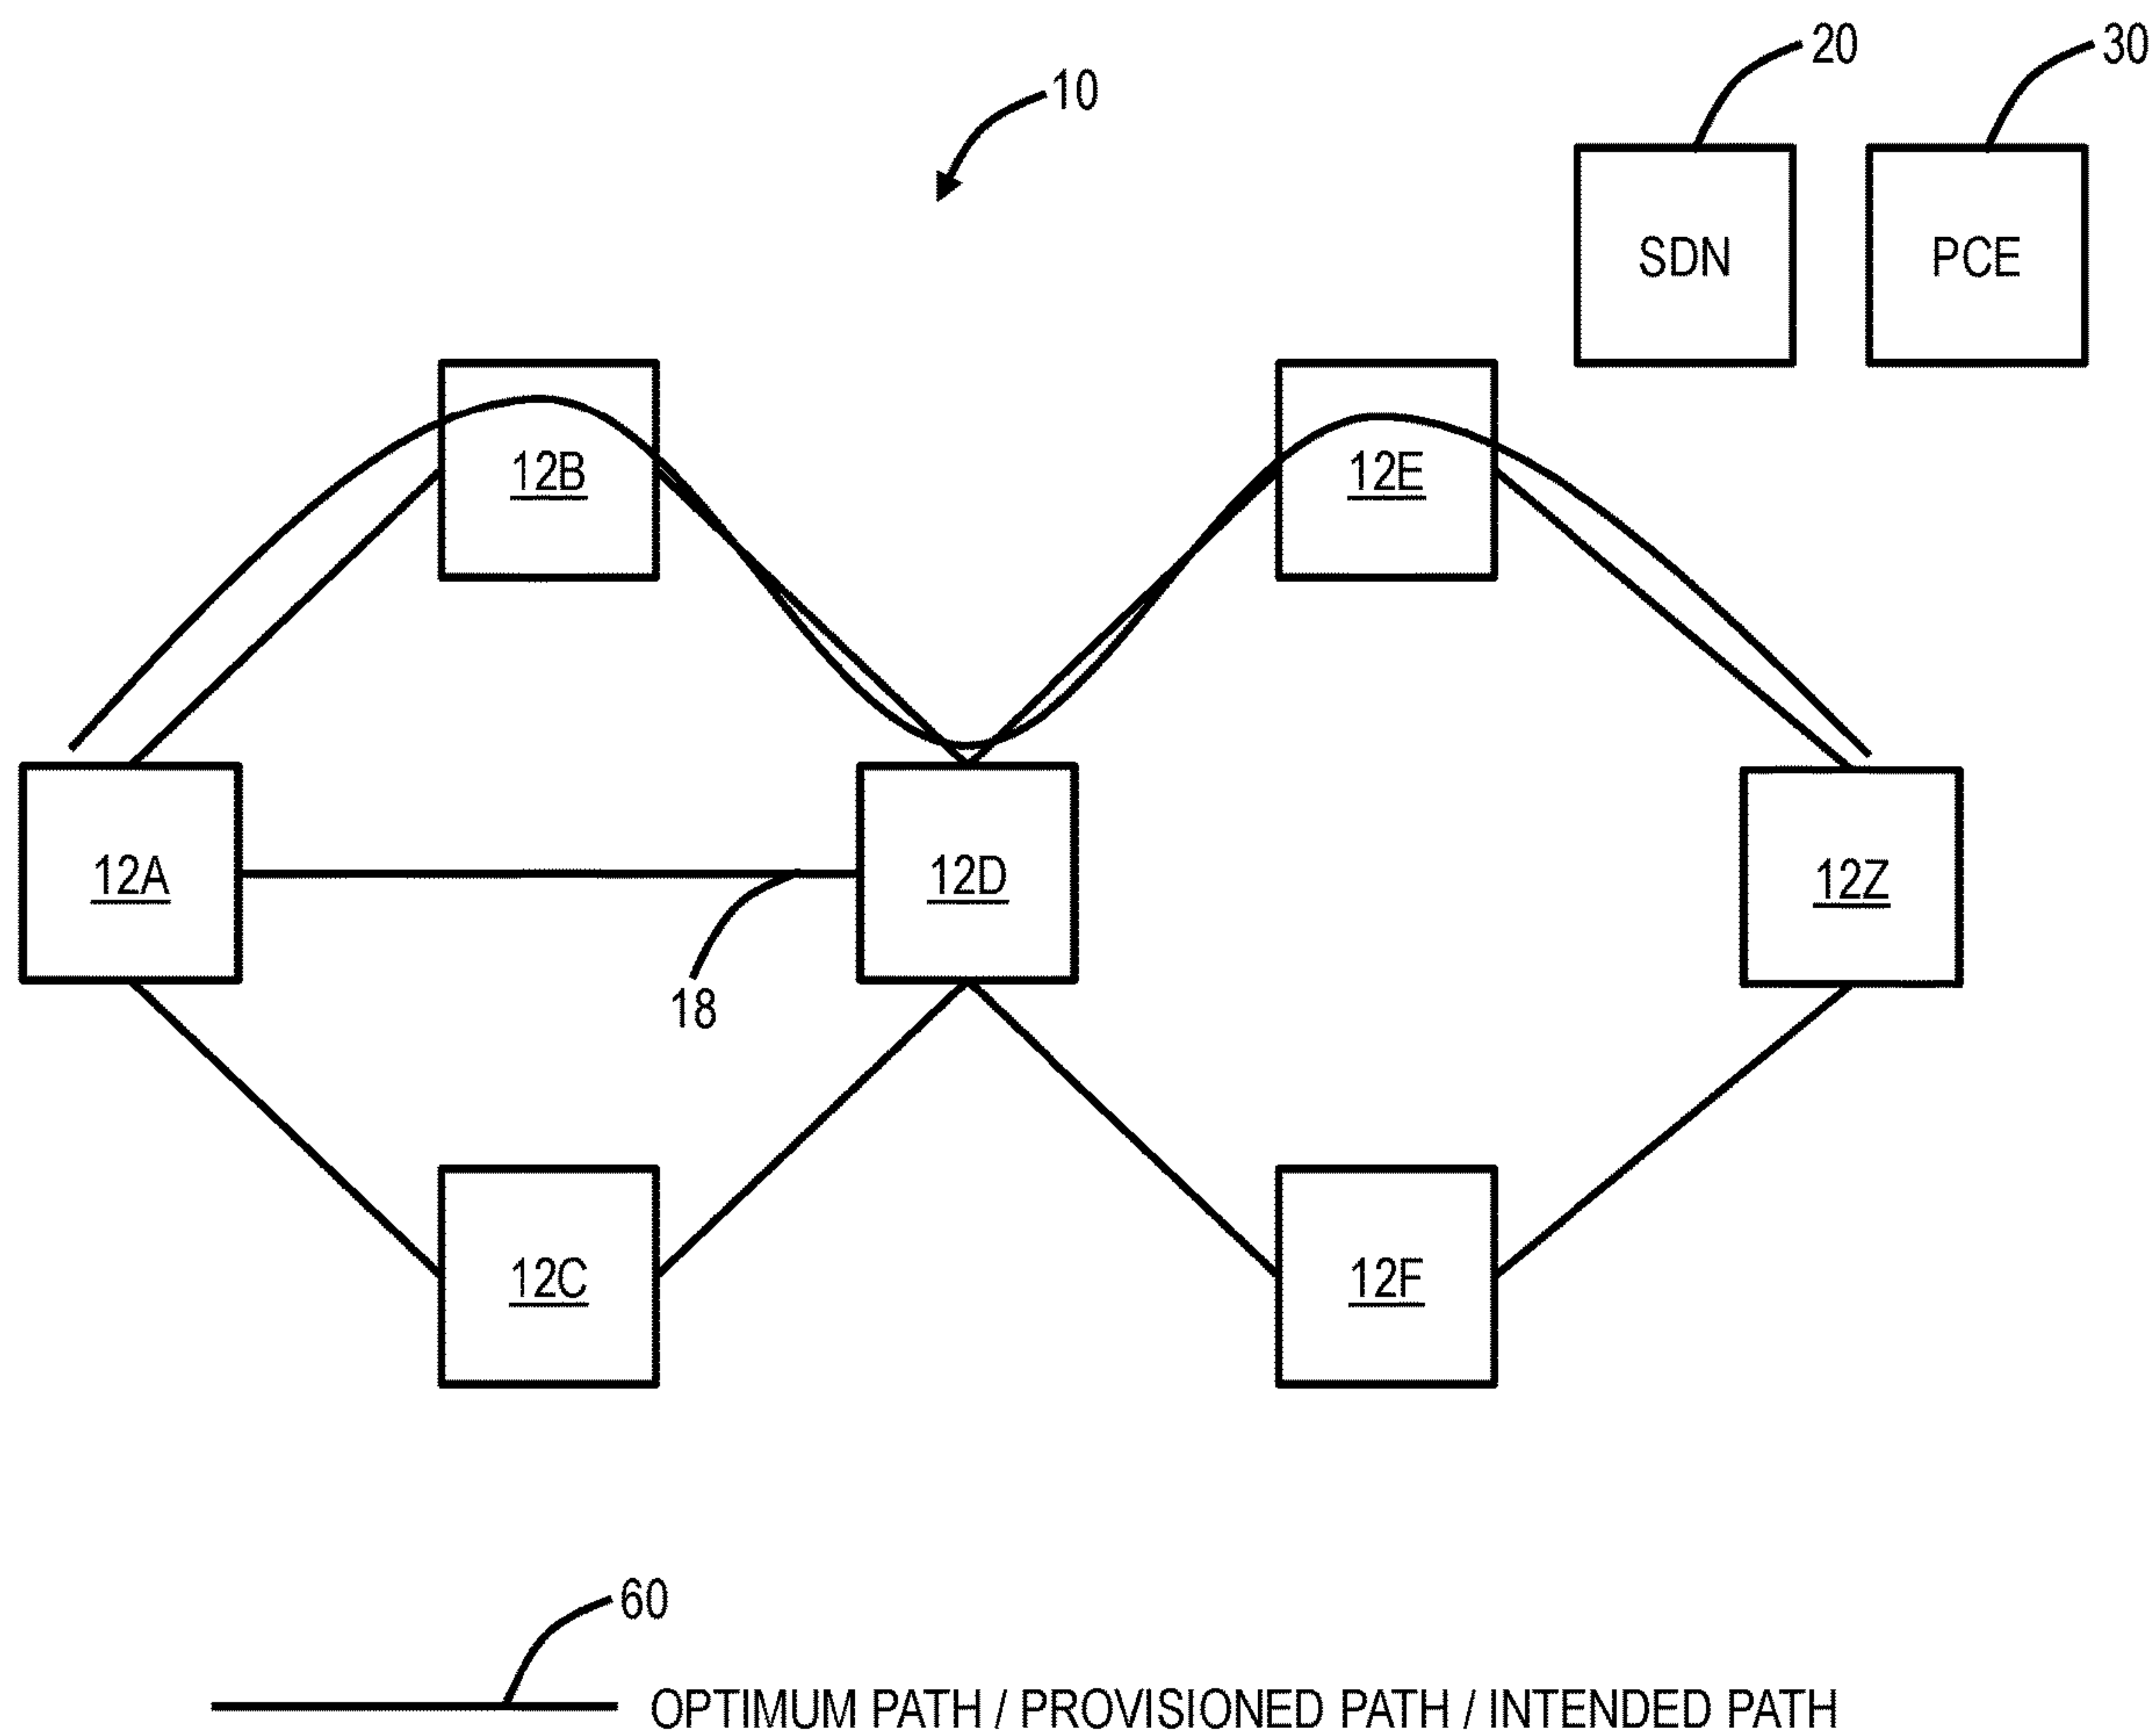 20
30
10
SDN
PCE
12B
12E
12A
12D
12Z
18
12C
12F
60
OPTIMUM PATH / PROVISIONED PATH / INTENDED PATH